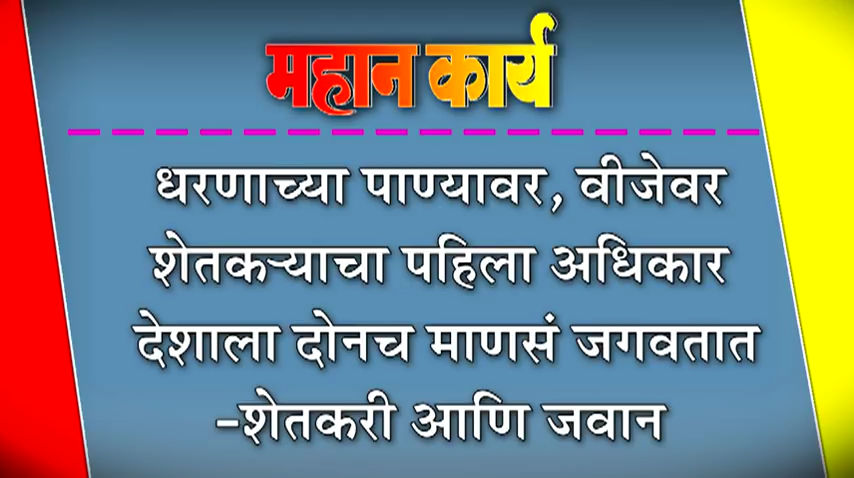 महान कार्य
धरणाच्या पाण्यावर, वीजेवर
शेतकऱ्याचा पहिला अधिकार
देशाला दोनच माणसं जगवतात
-शेतकरी आणि जवान